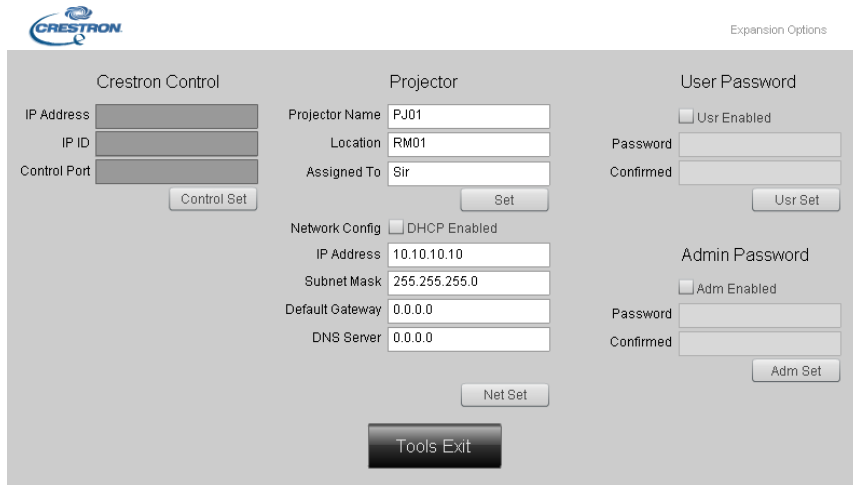 CRESTRON
Expansion Options
Crestron Control
IP Address
IP ID
Control Port
Control Set
Projector
Projector Name PJ01
Location RM01
Assigned To Sir
Set
Network Config DHCP Enabled
IP Address 10.10.10.10
Subnet Mask 255.255.255.0
Default Gateway 0.0.0.0
DNS Server 0.0.0.0
Net Set
User Password
Usr Enabled
Password
Confirmed
Usr Set
Admin Password
Adm Enabled
Password
Confirmed
Adm Set
Tools Exit